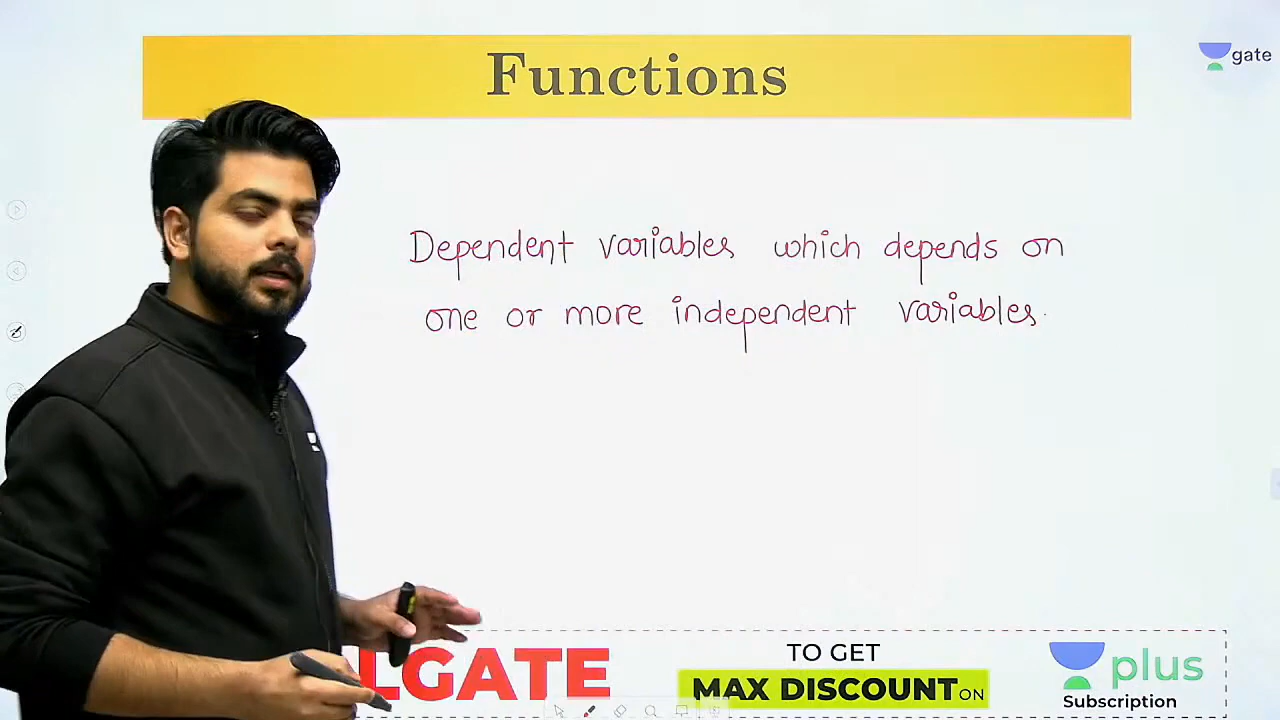 Functions
gate
Dependent variables which depends on
one or more independent variables.
LGATE
TO GET
MAX DISCOUNT ON
plus
Subscription